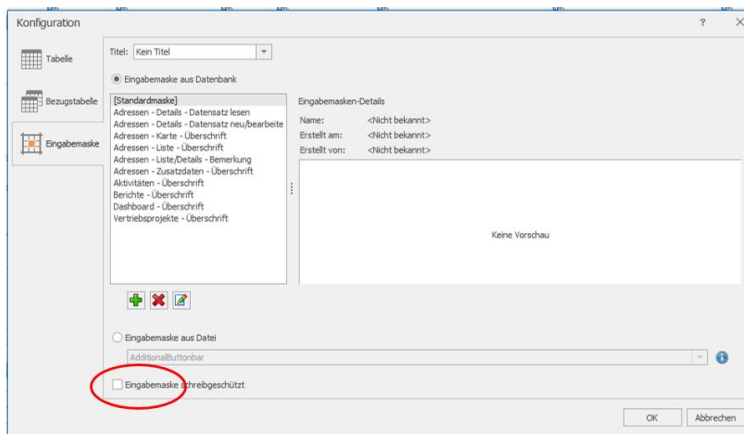 Konfiguration
?
Tabelle
Bezugstabelle
Eingabemaske
Titel: Kein Titel
Eingabemaske aus Datenbank
[Standardmaske]
Adressen - Details - Datensatz lesen
Adressen - Details - Datensatz neu/bearbeite
Adressen - Karte - Überschrift
Adressen - Liste - Überschrift
Adressen - Liste/Details - Bemerkung
Adressen - Zusatzdaten - Überschrift
Aktivitäten - Überschrift
Berichte - Überschrift
Dashboard - Überschrift
Vertriebsprojekte - Überschrift
Eingabemasken-Details
Name: <Nicht bekannt>
Erstellt am: <Nicht bekannt>
Erstellt von: <Nicht bekannt>
Keine Vorschau
Eingabemaske aus Datei
AdditionalButtonbar
Eingabemaske schreibgeschützt
OK
Abbrechen